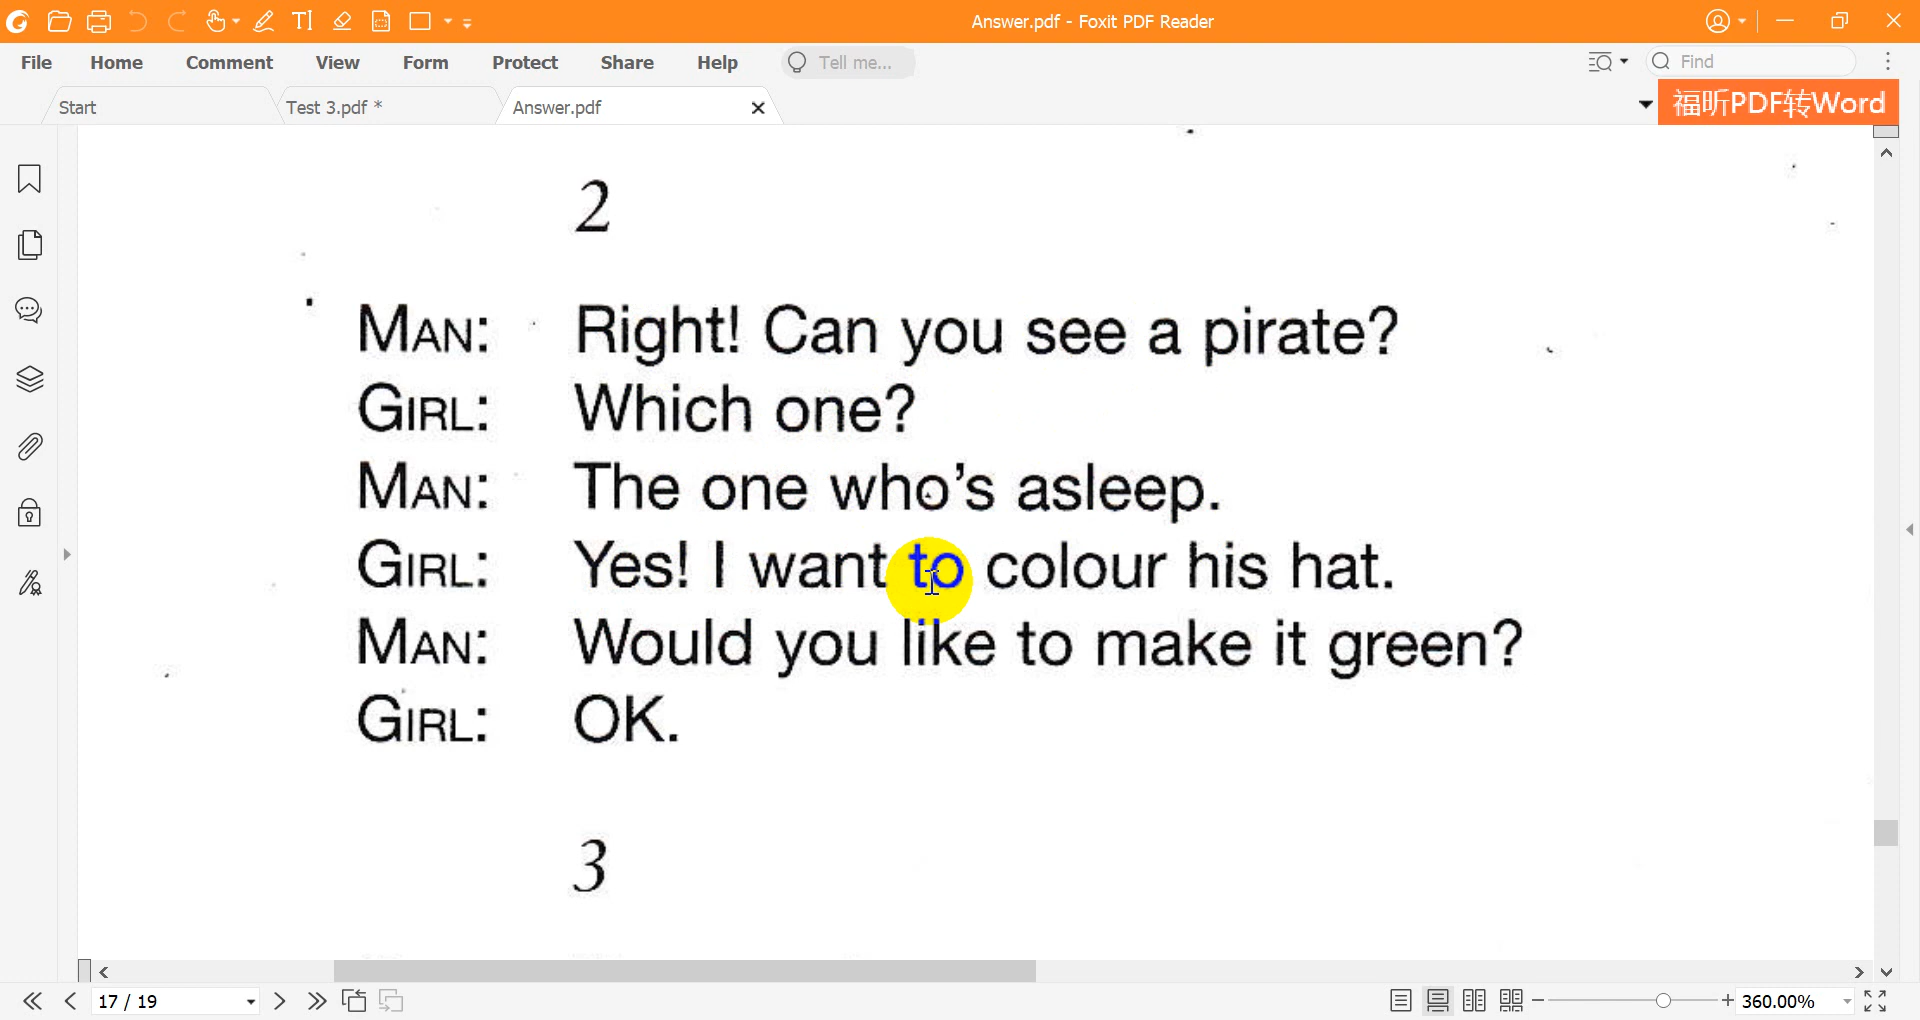 Answer.pdf - Foxit PDF Reader
File Home Comment View Form Protect Share Help Tell me... Find
Start Test 3.pdf * Answer.pdf 福昕PDF转Word
2
MAN: Right! Can you see a pirate?
GIRL: Which one?
MAN: The one who's asleep.
GIRL: Yes! I want to colour his hat.
MAN: Would you like to make it green?
GIRL: OK.
3
17 / 19 360.00%